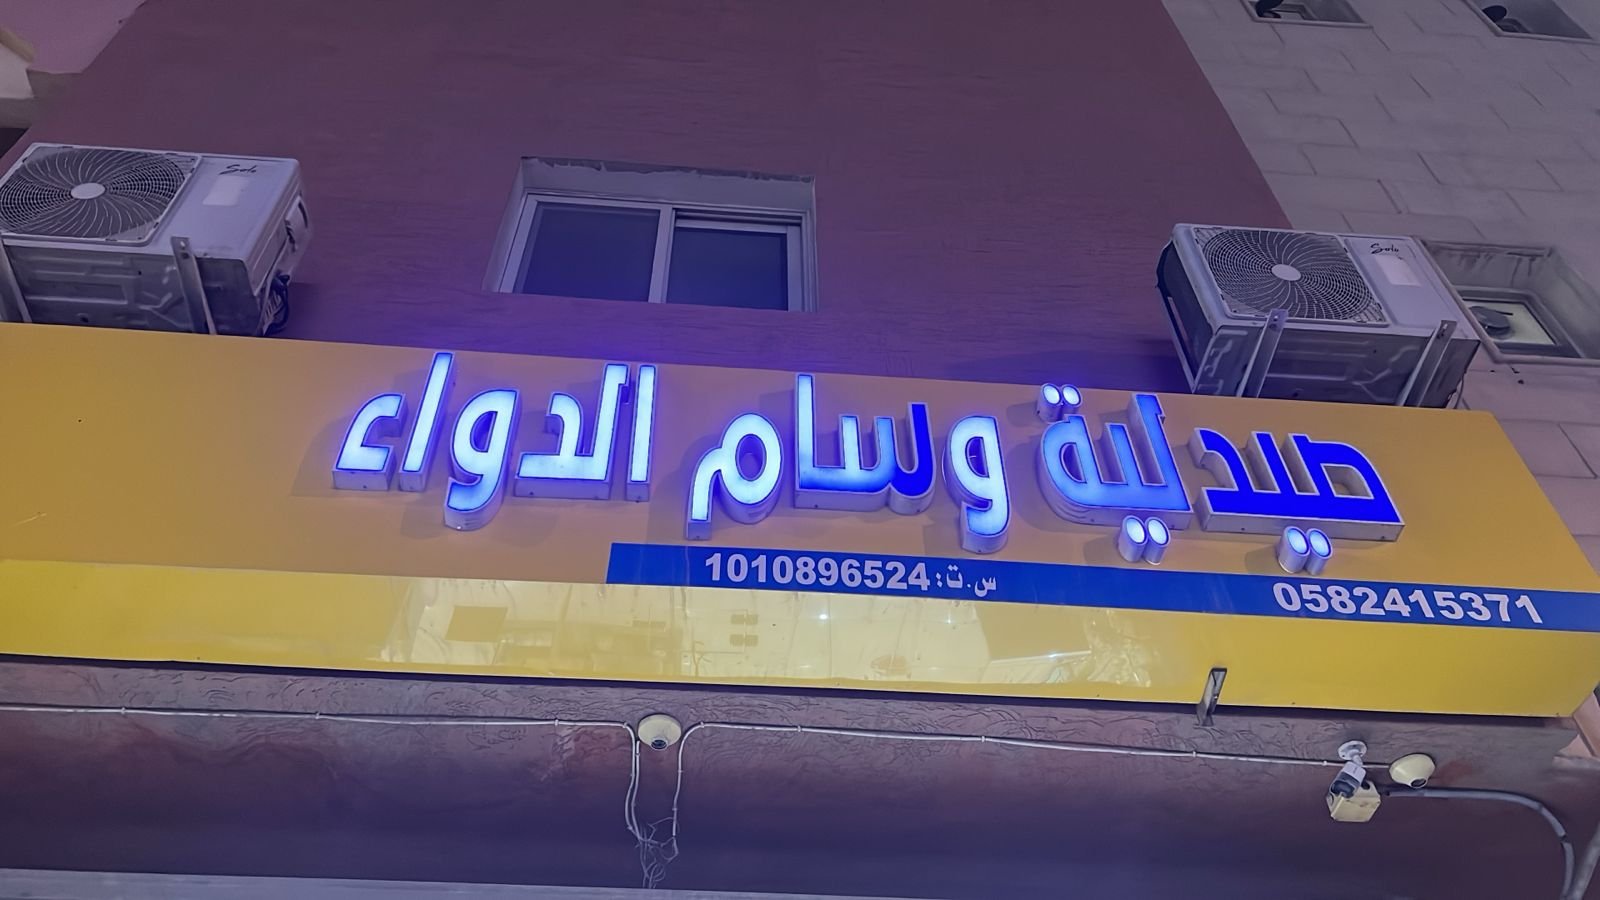 صيدلية وسام الدواء
0582415371 س.ت: 1010896524